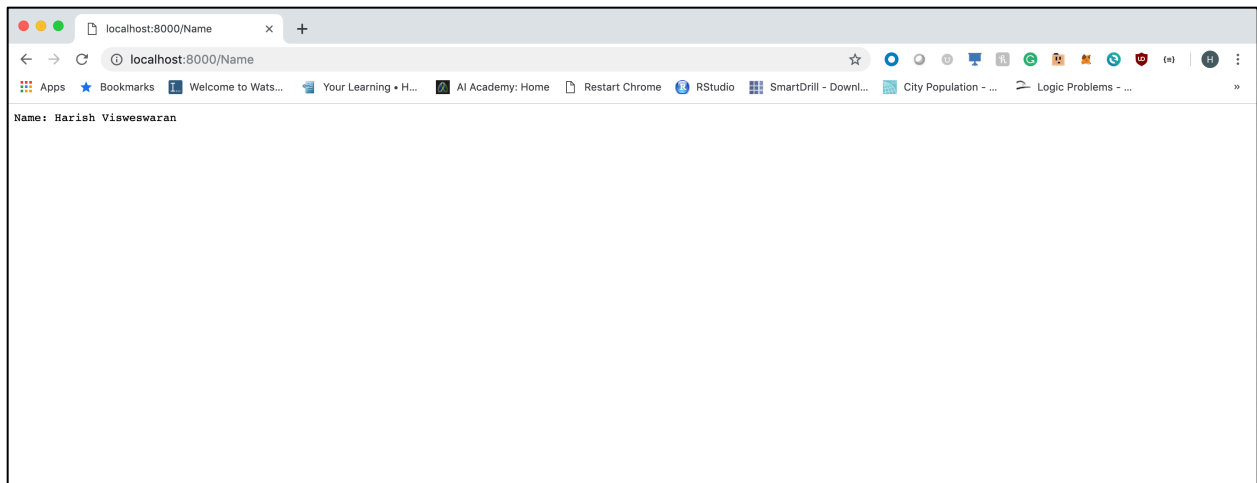 localhost:8000/Name
localhost:8000/Name
Apps Bookmarks Welcome to Wats... Your Learning • H... AI Academy: Home Restart Chrome RStudio SmartDrill - Downl... City Population - ... Logic Problems - ... »
Name: Harish Visweswaran